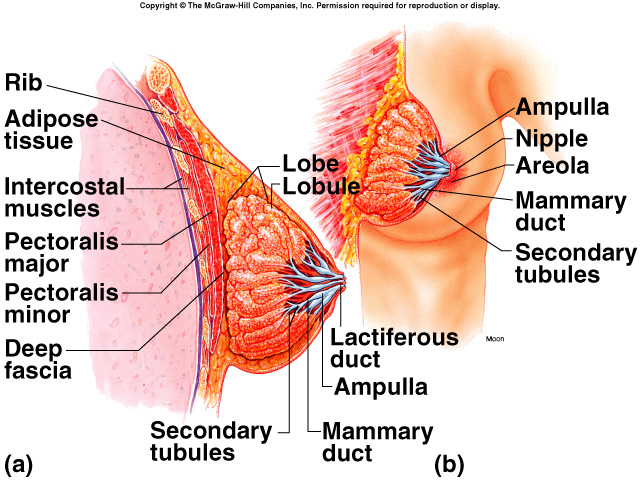 Copyright © The McGraw-Hill Companies, Inc. Permission required for reproduction or display.
Rib
Adipose
tissue
Intercostal
muscles
Pectoralis
major
Pectoralis
minor
Deep
fascia
Lobe
Lobule
Lactiferous
duct
Ampulla
Secondary
tubules
Mammary
duct
(a)
Ampulla
Nipple
Areola
Mammary
duct
Secondary
tubules
Moon
(b)